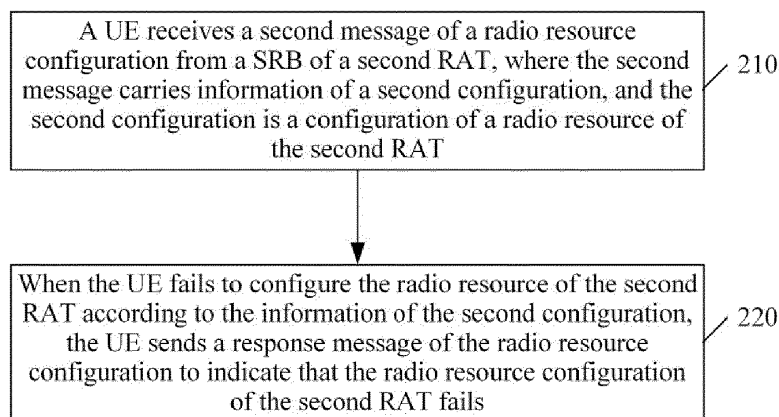 A UE receives a second message of a radio resource
configuration from a SRB of a second RAT, where the
second message carries information of a second
configuration, and the
second configuration is a configuration of a radio resource of
the second RAT
210
When the UE fails to configure the radio resource of the second
RAT according to the information of the second configuration,
the UE sends a response message of the radio resource
configuration to indicate that the radio resource configuration
of the second RAT fails
220